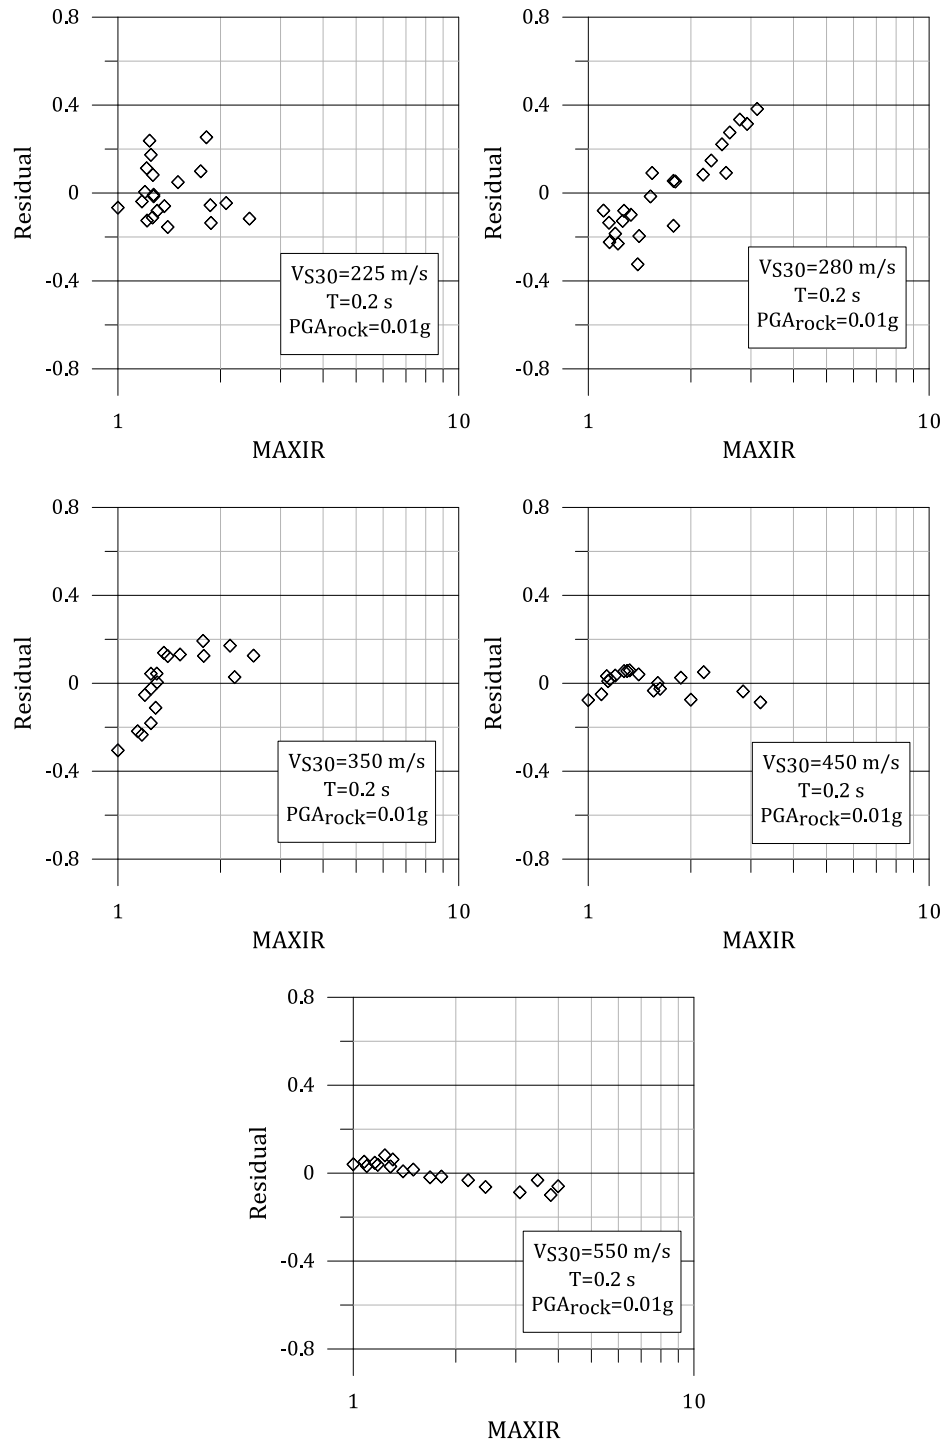 0.8
0.4
0
-0.4
-0.8
Residual
VS30=225 m/s
T=0.2 s
PGArock=0.01g
1
10
MAXIR
0.8
0.4
0
-0.4
-0.8
Residual
VS30=280 m/s
T=0.2 s
PGArock=0.01g
1
10
MAXIR
0.8
0.4
0
-0.4
-0.8
Residual
VS30=350 m/s
T=0.2 s
PGArock=0.01g
1
10
MAXIR
0.8
0.4
0
-0.4
-0.8
Residual
VS30=450 m/s
T=0.2 s
PGArock=0.01g
1
10
MAXIR
0.8
0.4
0
-0.4
-0.8
Residual
VS30=550 m/s
T=0.2 s
PGArock=0.01g
1
10
MAXIR